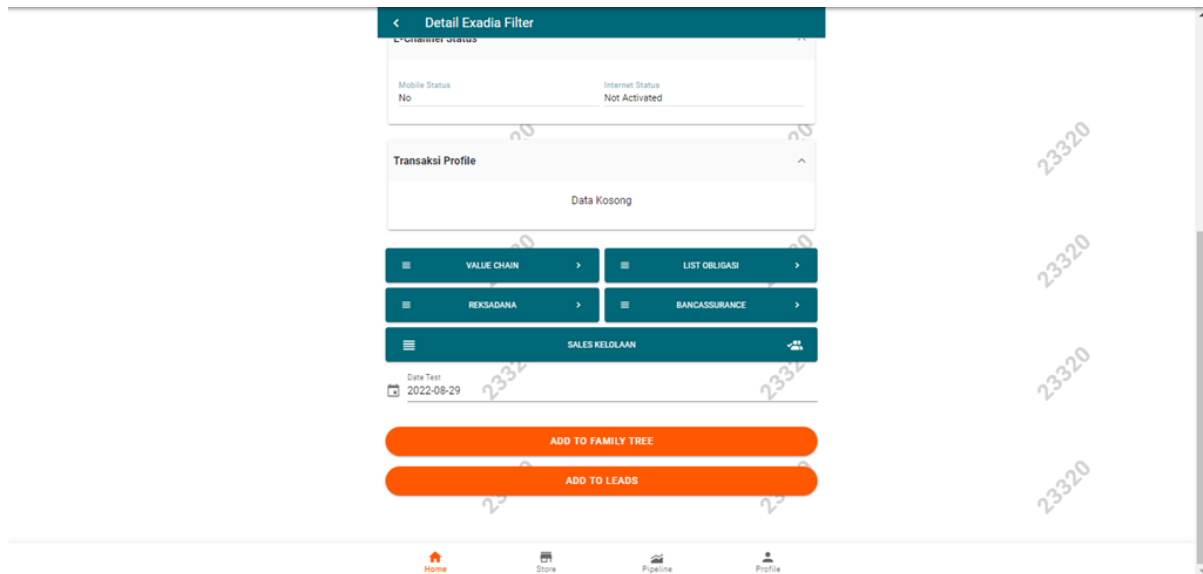 Detail Exadia Filter
E-Channel Status
Mobile Status
Internet Status
No
Not Activated
23320
Transaksi Profile
Data Kosong
23320
VALUE CHAIN
LIST OBLIGASI
REKSADANA
BANCASSURANCE
SALES KELOLAAN
23320
Date Test
2022-08-29
ADD TO FAMILY TREE
ADD TO LEADS
23320
Home
Store
Pipeline
Profile